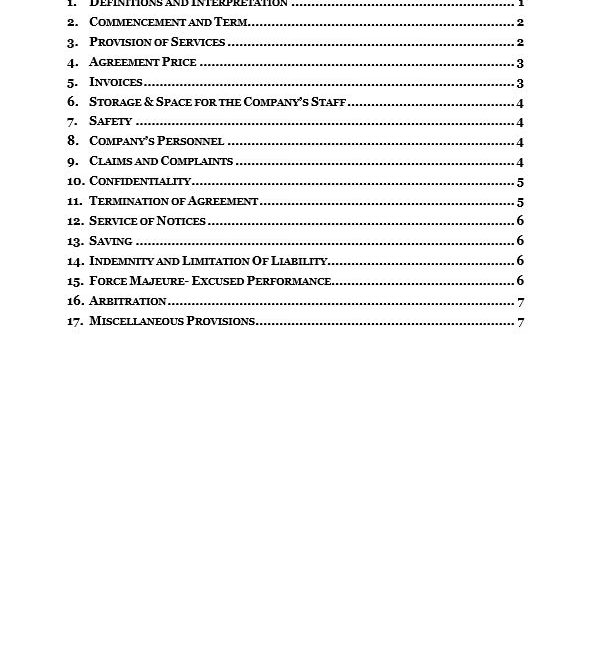 1. Definitions and Interpretation ........................................................................ 1
2. Commencement and Term.................................................................................... 2
3. Provision of Services ......................................................................................... 2
4. Agreement Price ................................................................................................ 3
5. Invoices.............................................................................................................. 3
6. Storage & Space for the Company's Staff...................................................... 4
7. Safety ................................................................................................................. 4
8. Company's Personnel ........................................................................................ 4
9. Claims and Complaints ...................................................................................... 4
10. Confidentiality.................................................................................................. 5
11. Termination of Agreement................................................................................ 5
12. Service of Notices ............................................................................................. 6
13. Saving ................................................................................................................ 6
14. Indemnity and Limitation Of Liability........................................................... 6
15. Force Majeure- Excused Performance.......................................................... 6
16. Arbitration........................................................................................................ 7
17. Miscellaneous Provisions................................................................................. 7